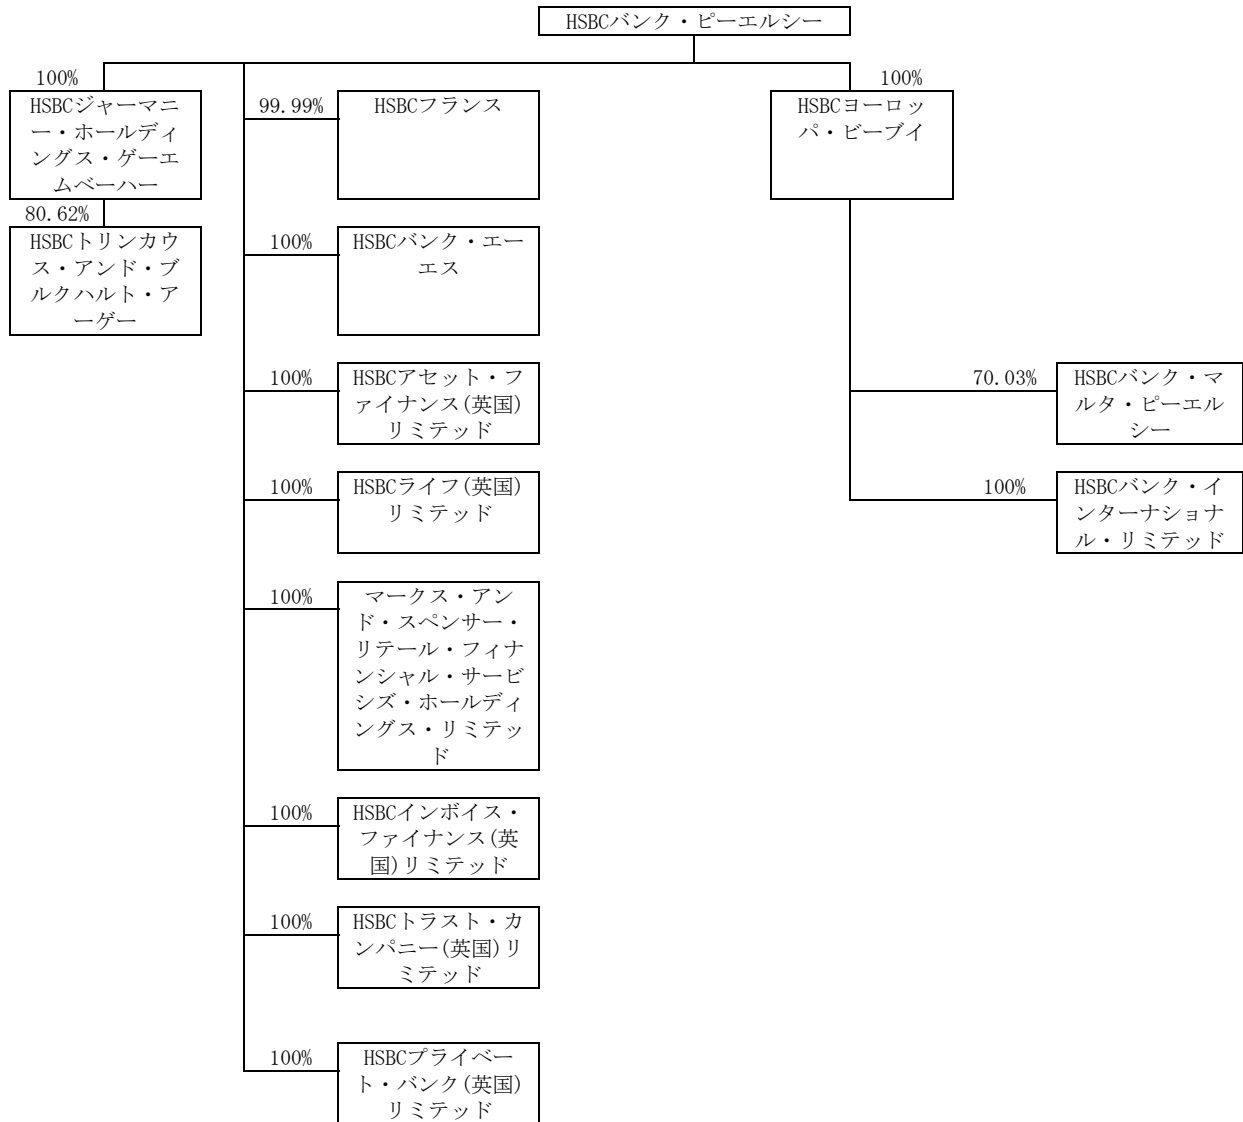 HSBCバンク・ピーエルシー
100%
HSBCジャーマニ
ー・ホールディ
ングス・ゲーエ
ムベーハー
80.62%
HSBCトリンカウ
ス・アンド・ブ
ルクハルト・ア
ーゲー
99.99%
HSBCフランス
100%
HSBCバンク・エー
エス
100%
HSBCアセット・フ
ァイナンス(英国)
リミテッド
100%
HSBCライフ(英国)
リミテッド
100%
マークス・アン
ド・スペンサー・
リテール・フィナ
ンシャル・サービ
シズ・ホールディ
ングス・リミテッ
ド
100%
HSBCインボイス・
ファイナンス(英
国)リミテッド
100%
HSBCトラスト・カ
ンパニー(英国)リ
ミテッド
100%
HSBCプライベー
ト・バンク(英国)
リミテッド
100%
HSBCヨーロッ
パ・ビーブイ
70.03%
HSBCバンク・マ
ルタ・ピーエル
シー
100%
HSBCバンク・イ
ンターナショナ
ル・リミテッド